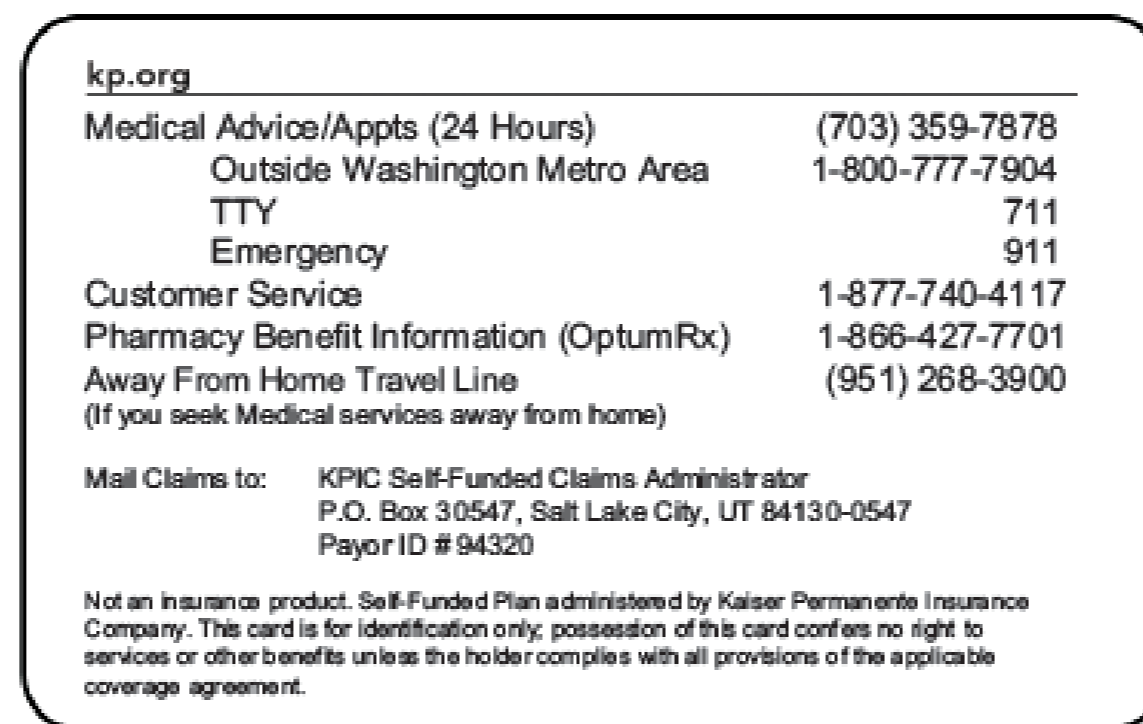 kp.org
Medical Advice/Appts (24 Hours) (703) 359-7878
Outside Washington Metro Area 1-800-777-7904
TTY 711
Emergency 911
Customer Service 1-877-740-4117
Pharmacy Benefit Information (OptumRx) 1-866-427-7701
Away From Home Travel Line (951) 268-3900
(If you seek Medical services away from home)
Mail Claims to: KPIC Self-Funded Claims Administrator
P.O. Box 30547, Salt Lake City, UT 84130-0547
Payor ID # 94320
Not an insurance product. Self-Funded Plan administered by Kaiser Permanente Insurance
Company. This card is for identification only; possession of this card confers no right to
services or other benefits unless the holder complies with all provisions of the applicable
coverage agreement.